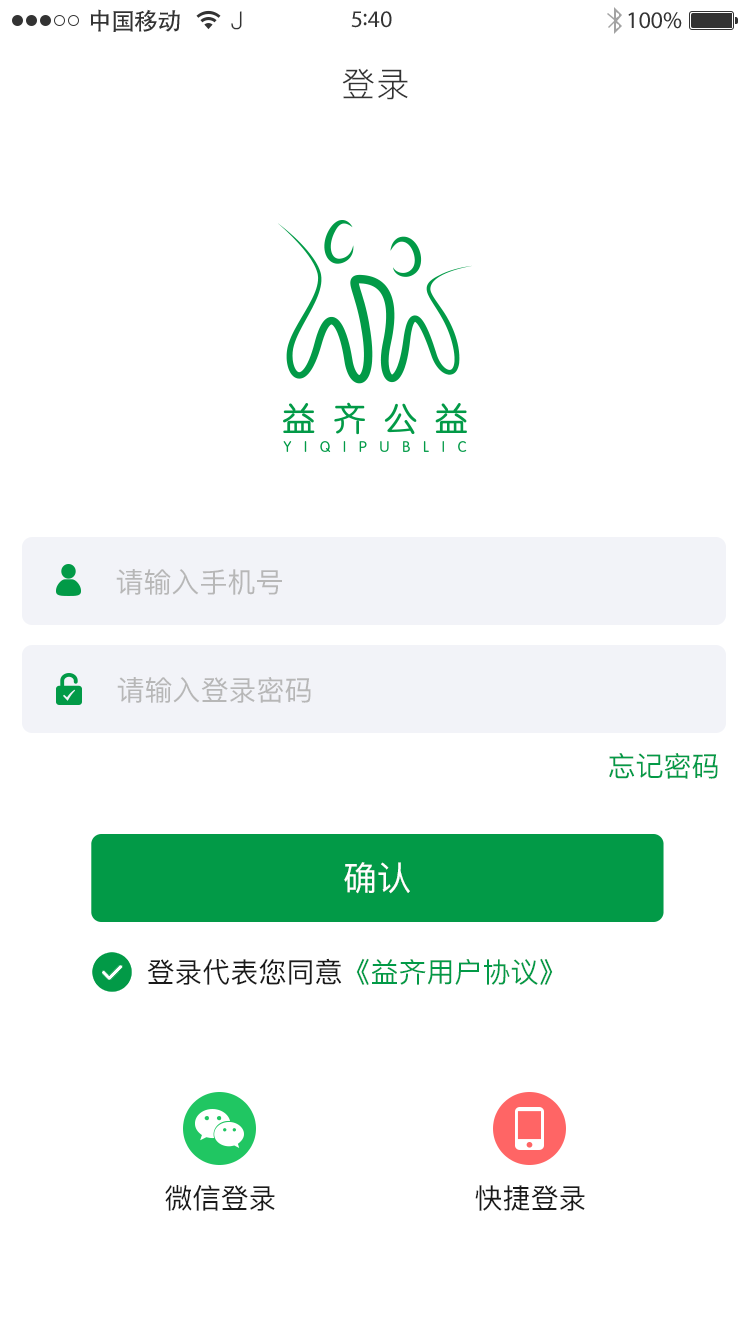 中国移动 5:40 100%
登录
益齐公益
YIQIPUBLIC
请输入手机号
请输入登录密码
忘记密码
确认
登录代表您同意《益齐用户协议》
微信登录 快捷登录